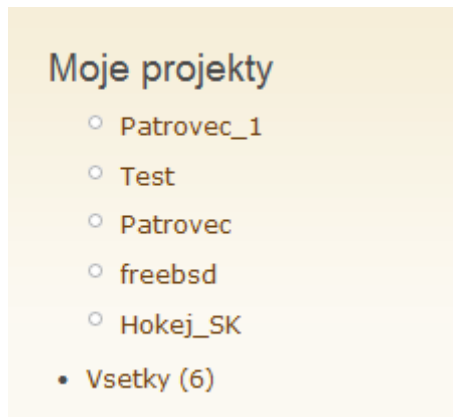 Moje projekty
Patrovec_1
Test
Patrovec
freebsd
Hokej_SK
Vsetky (6)